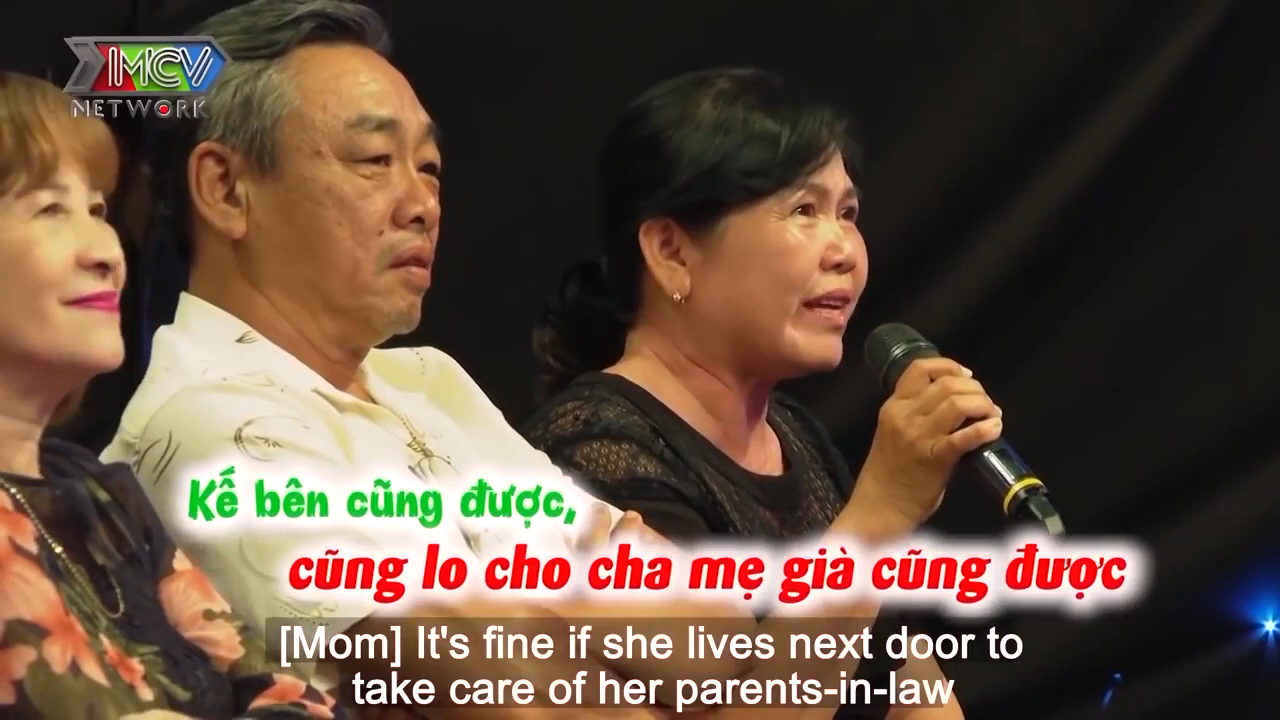 MCV
NETWORK
Kế bên cũng được,
cũng lo cho cha mẹ già cũng được
[Mom] It's fine if she lives next door to
take care of her parents-in-law